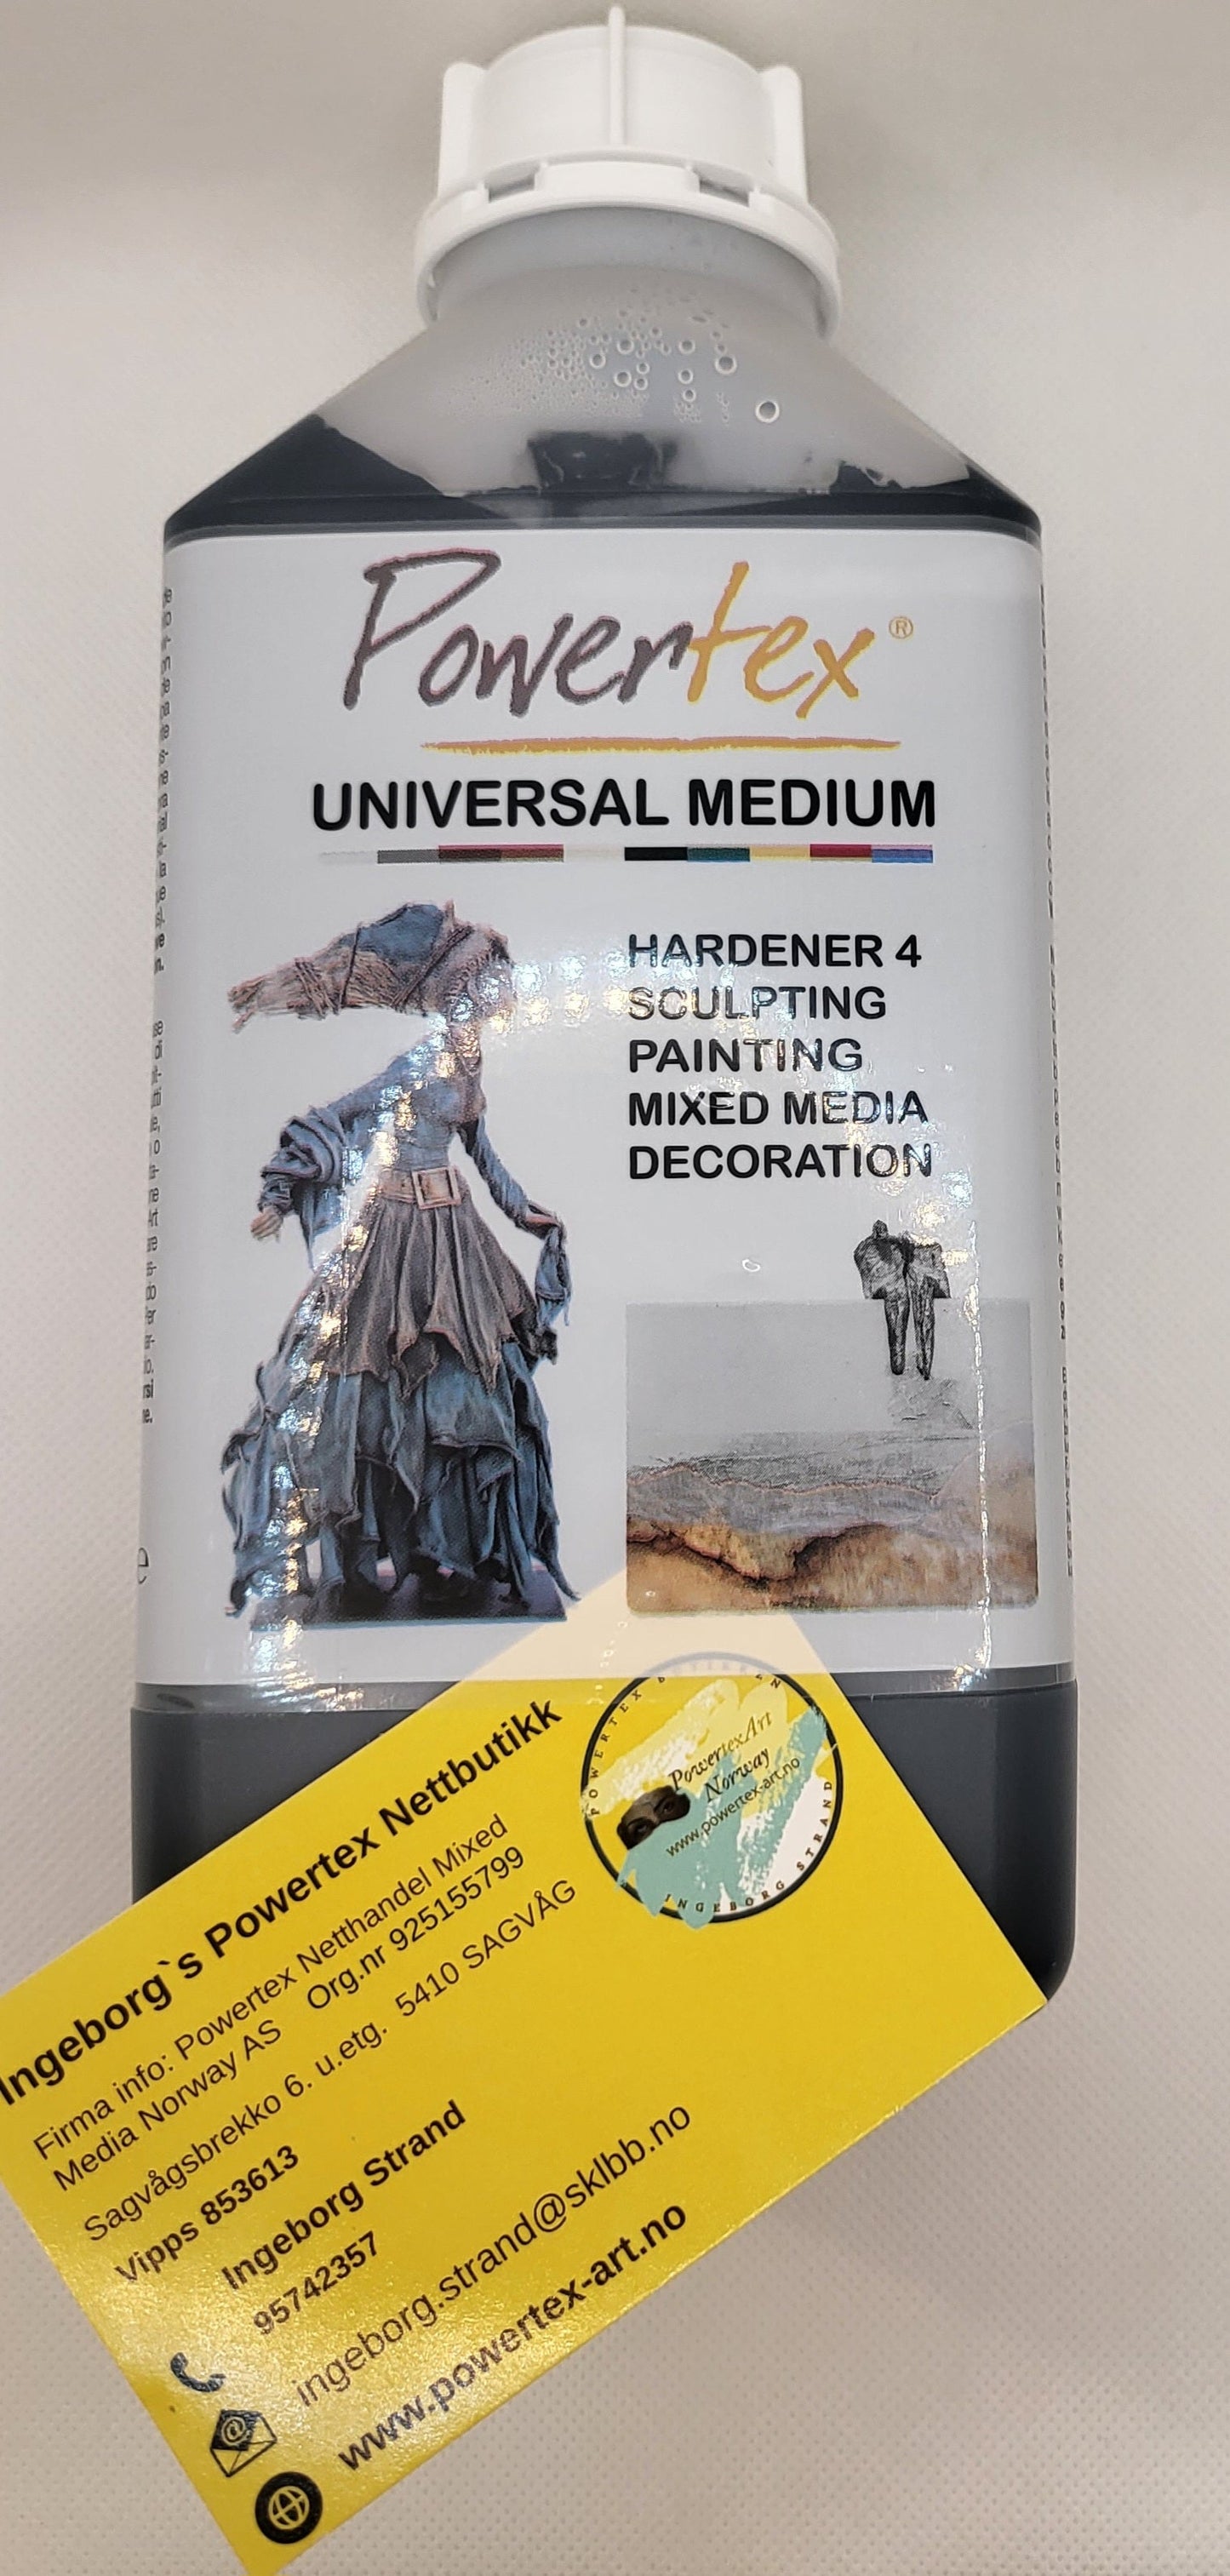 Powertex®
UNIVERSAL MEDIUM
HARDENER 4
SCULPTING
PAINTING
MIXED MEDIA
DECORATION
Ingeborg`s Powertex Nettbutikk
Firma info: Powertex Netthandel Mixed
Media Norway AS Org.nr 925155799
Sagvågsbrekko 6. u.etg. 5410 SAGVÅG
Vipps 853613
Ingeborg Strand
95742357
ingeborg.strand@sklbb.no
www.powertex-art.no
PowertexArt
Norway
www.powertex-art.no
INGEBORG STRAND